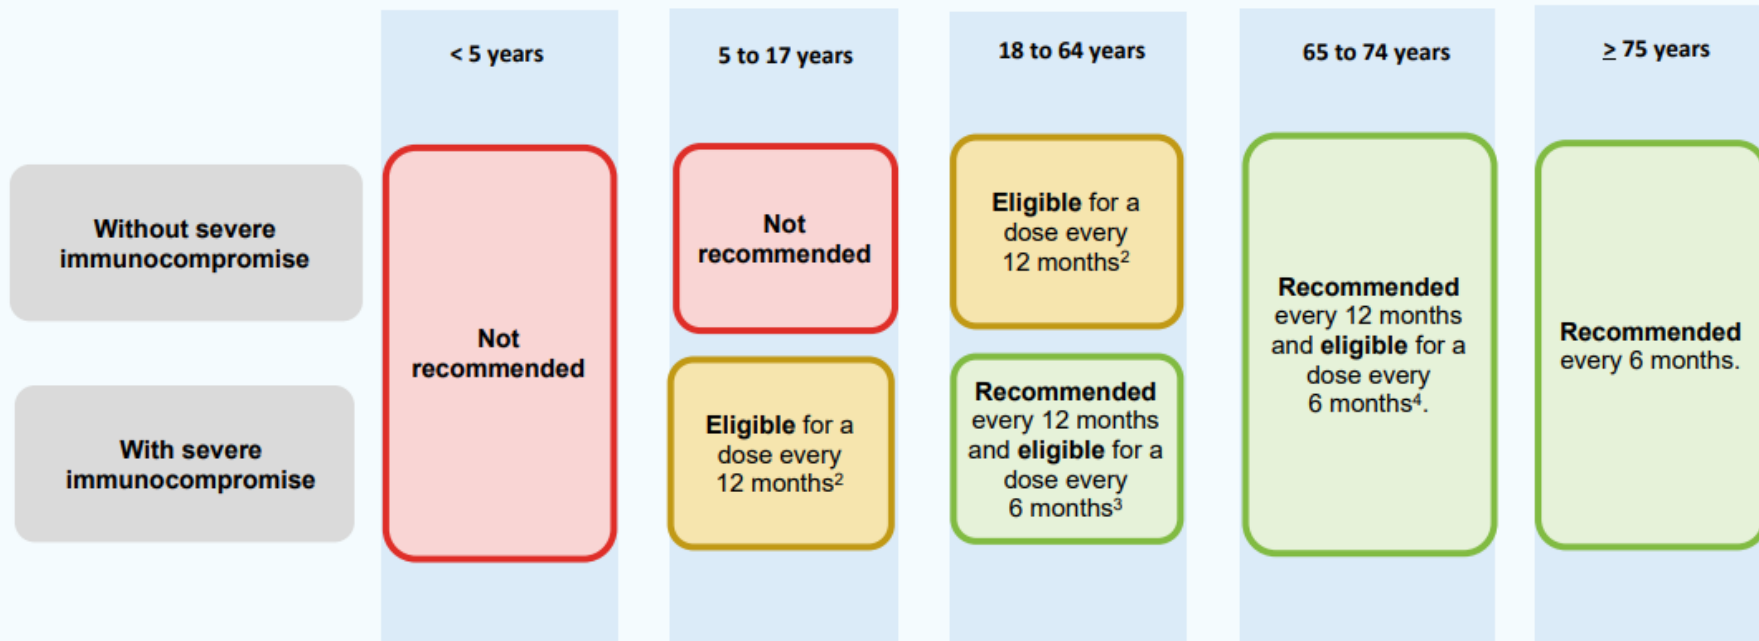 < 5 years
5 to 17 years
18 to 64 years
65 to 74 years
≥ 75 years
Without severe
immunocompromise
With severe
immunocompromise
Not
recommended
Not
recommended
Eligible for a
dose every
12 months²
Eligible for a
dose every
12 months²
Recommended
every 12 months
and eligible for a
dose every
6 months³
Recommended
every 12 months
and eligible for a
dose every
6 months⁴.
Recommended
every 6 months.